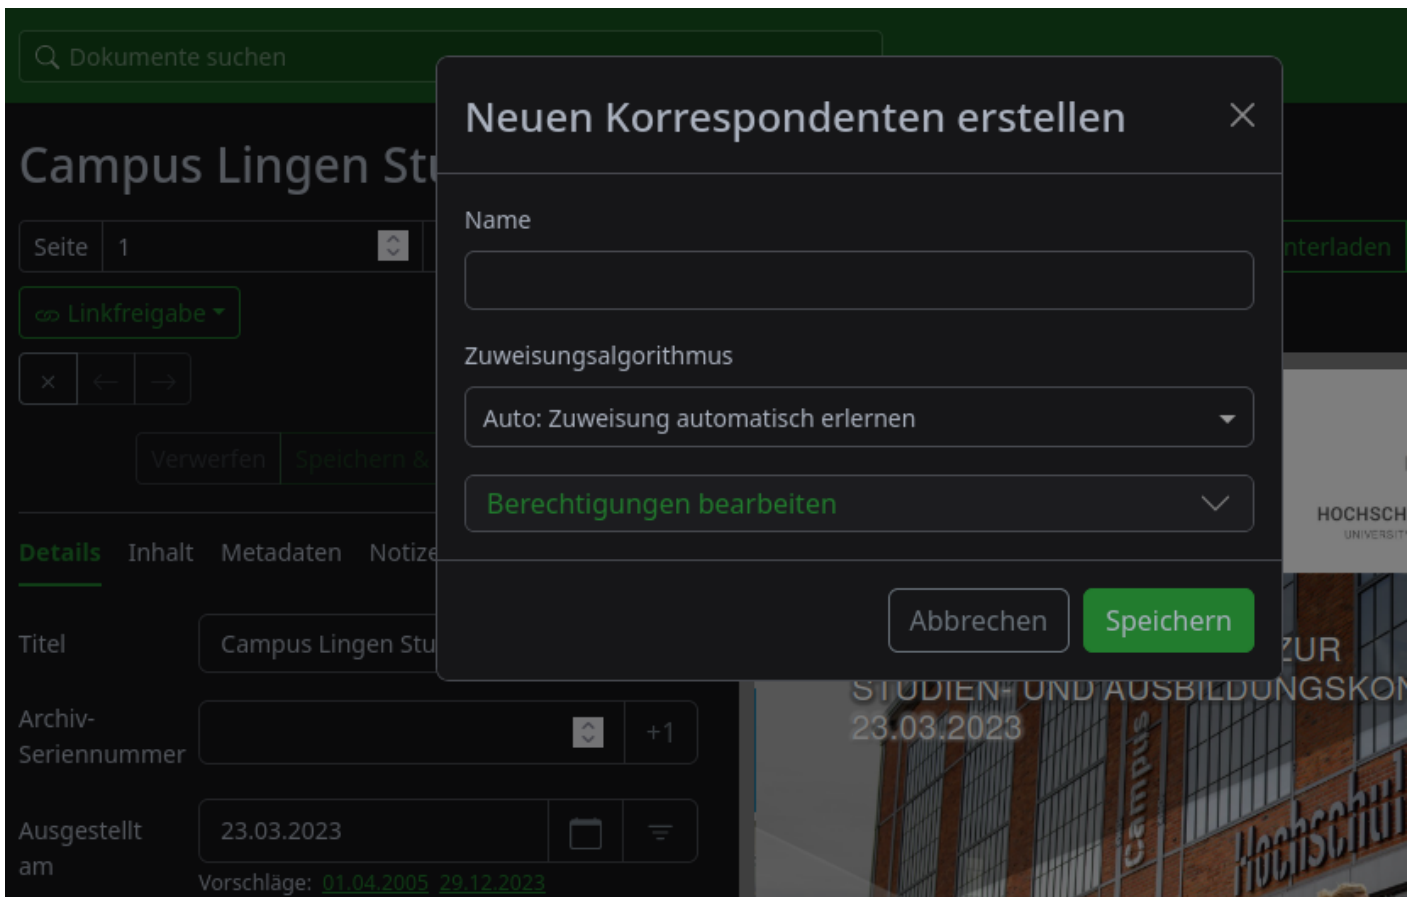 Dokumente suchen
Neuen Korrespondenten erstellen
Campus Lingen
Name
Seite 1
nterladen
Linkfreigabe
Zuweisungsalgorithmus
Auto: Zuweisung automatisch erlernen
Verwerfen Speichern &
Berechtigungen bearbeiten
HOCHSCH
Details Inhalt Metadaten Notize
Abbrechen Speichern
Titel Campus Lingen Stu
ZUR
STUDIEN- UND AUSBILDUNGSKON
23.03.2023
Archiv-
Seriennummer
+1
Campus
Hochschul
Ausgestellt
am
23.03.2023
Vorschläge: 01.04.2005 29.12.2023